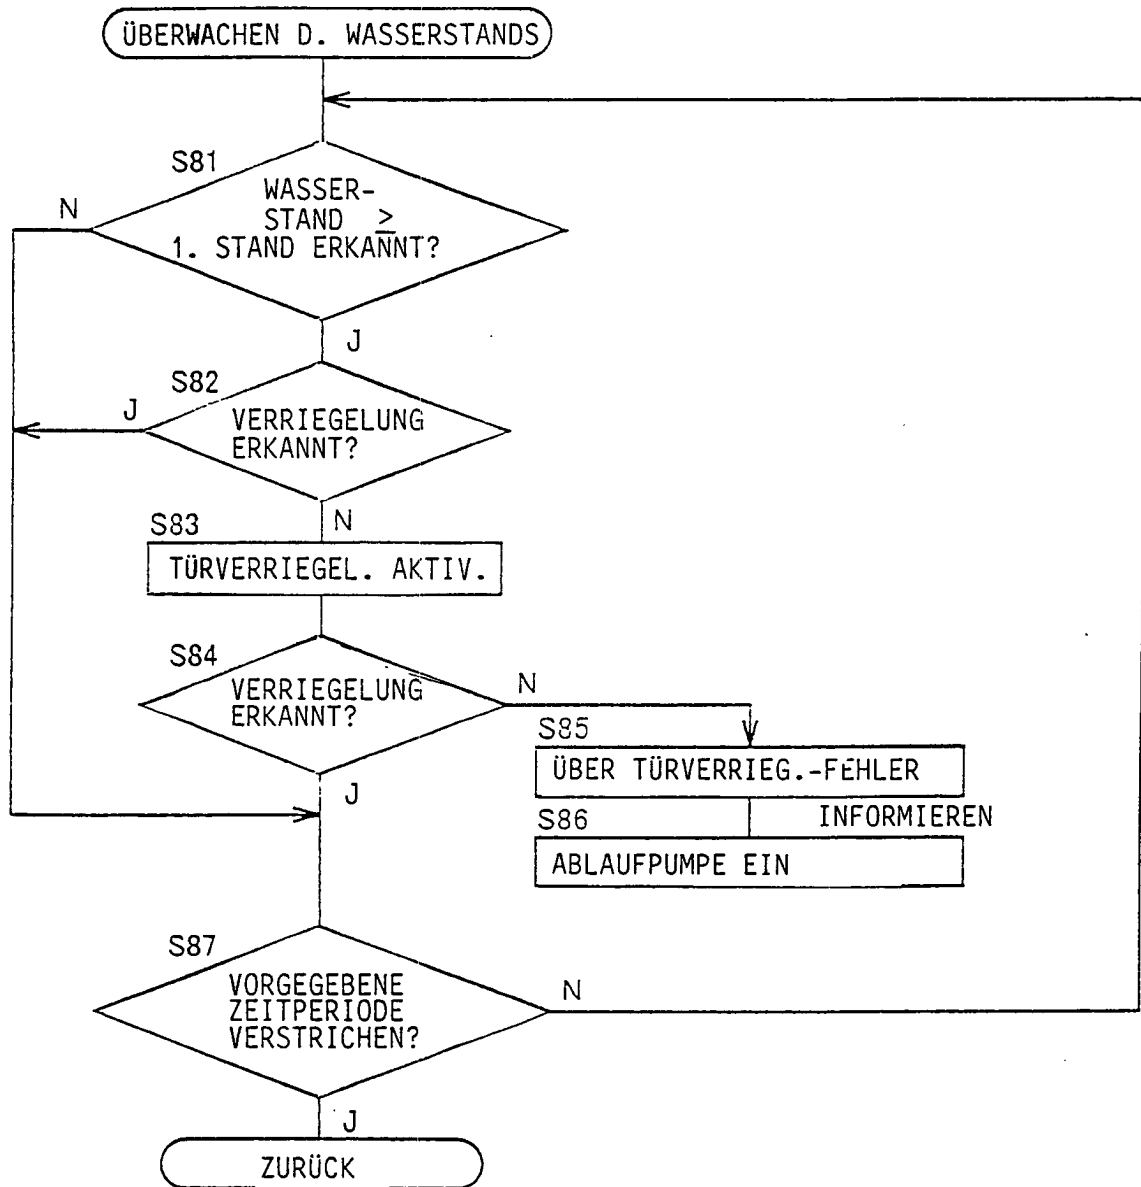 ÜBERWACHEN D. WASSERSTANDS
S81
N
WASSER-
STAND ≥
1. STAND ERKANNT?
J
S82
J
VERRIEGELUNG
ERKANNT?
N
S83
TÜRVERRIEGEL. AKTIV.
S84
VERRIEGELUNG
ERKANNT?
N
J
S85
ÜBER TÜRVERRIEG.-FEHLER
INFORMIEREN
S86
ABLAUFPUMPE EIN
S87
VORGEGEBENE
ZEITPERIODE
VERSTRICHEN?
N
J
ZURÜCK